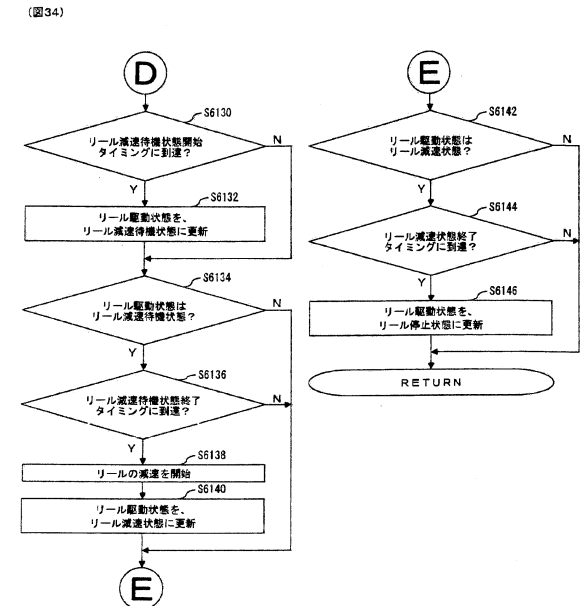 (図34)
D
S6130
リール減速待機状態開始
タイミングに到達？
N
Y
S6132
リール駆動状態を、
リール減速待機状態に更新
S6134
リール駆動状態は
リール減速待機状態？
N
Y
S6136
リール減速待機状態終了
タイミングに到達？
N
Y
S6138
リールの減速を開始
S6140
リール駆動状態を、
リール減速状態に更新
E
E
S6142
リール駆動状態は
リール減速状態？
N
Y
S6144
リール減速状態終了
タイミングに到達？
N
Y
S6146
リール駆動状態を、
リール停止状態に更新
RETURN